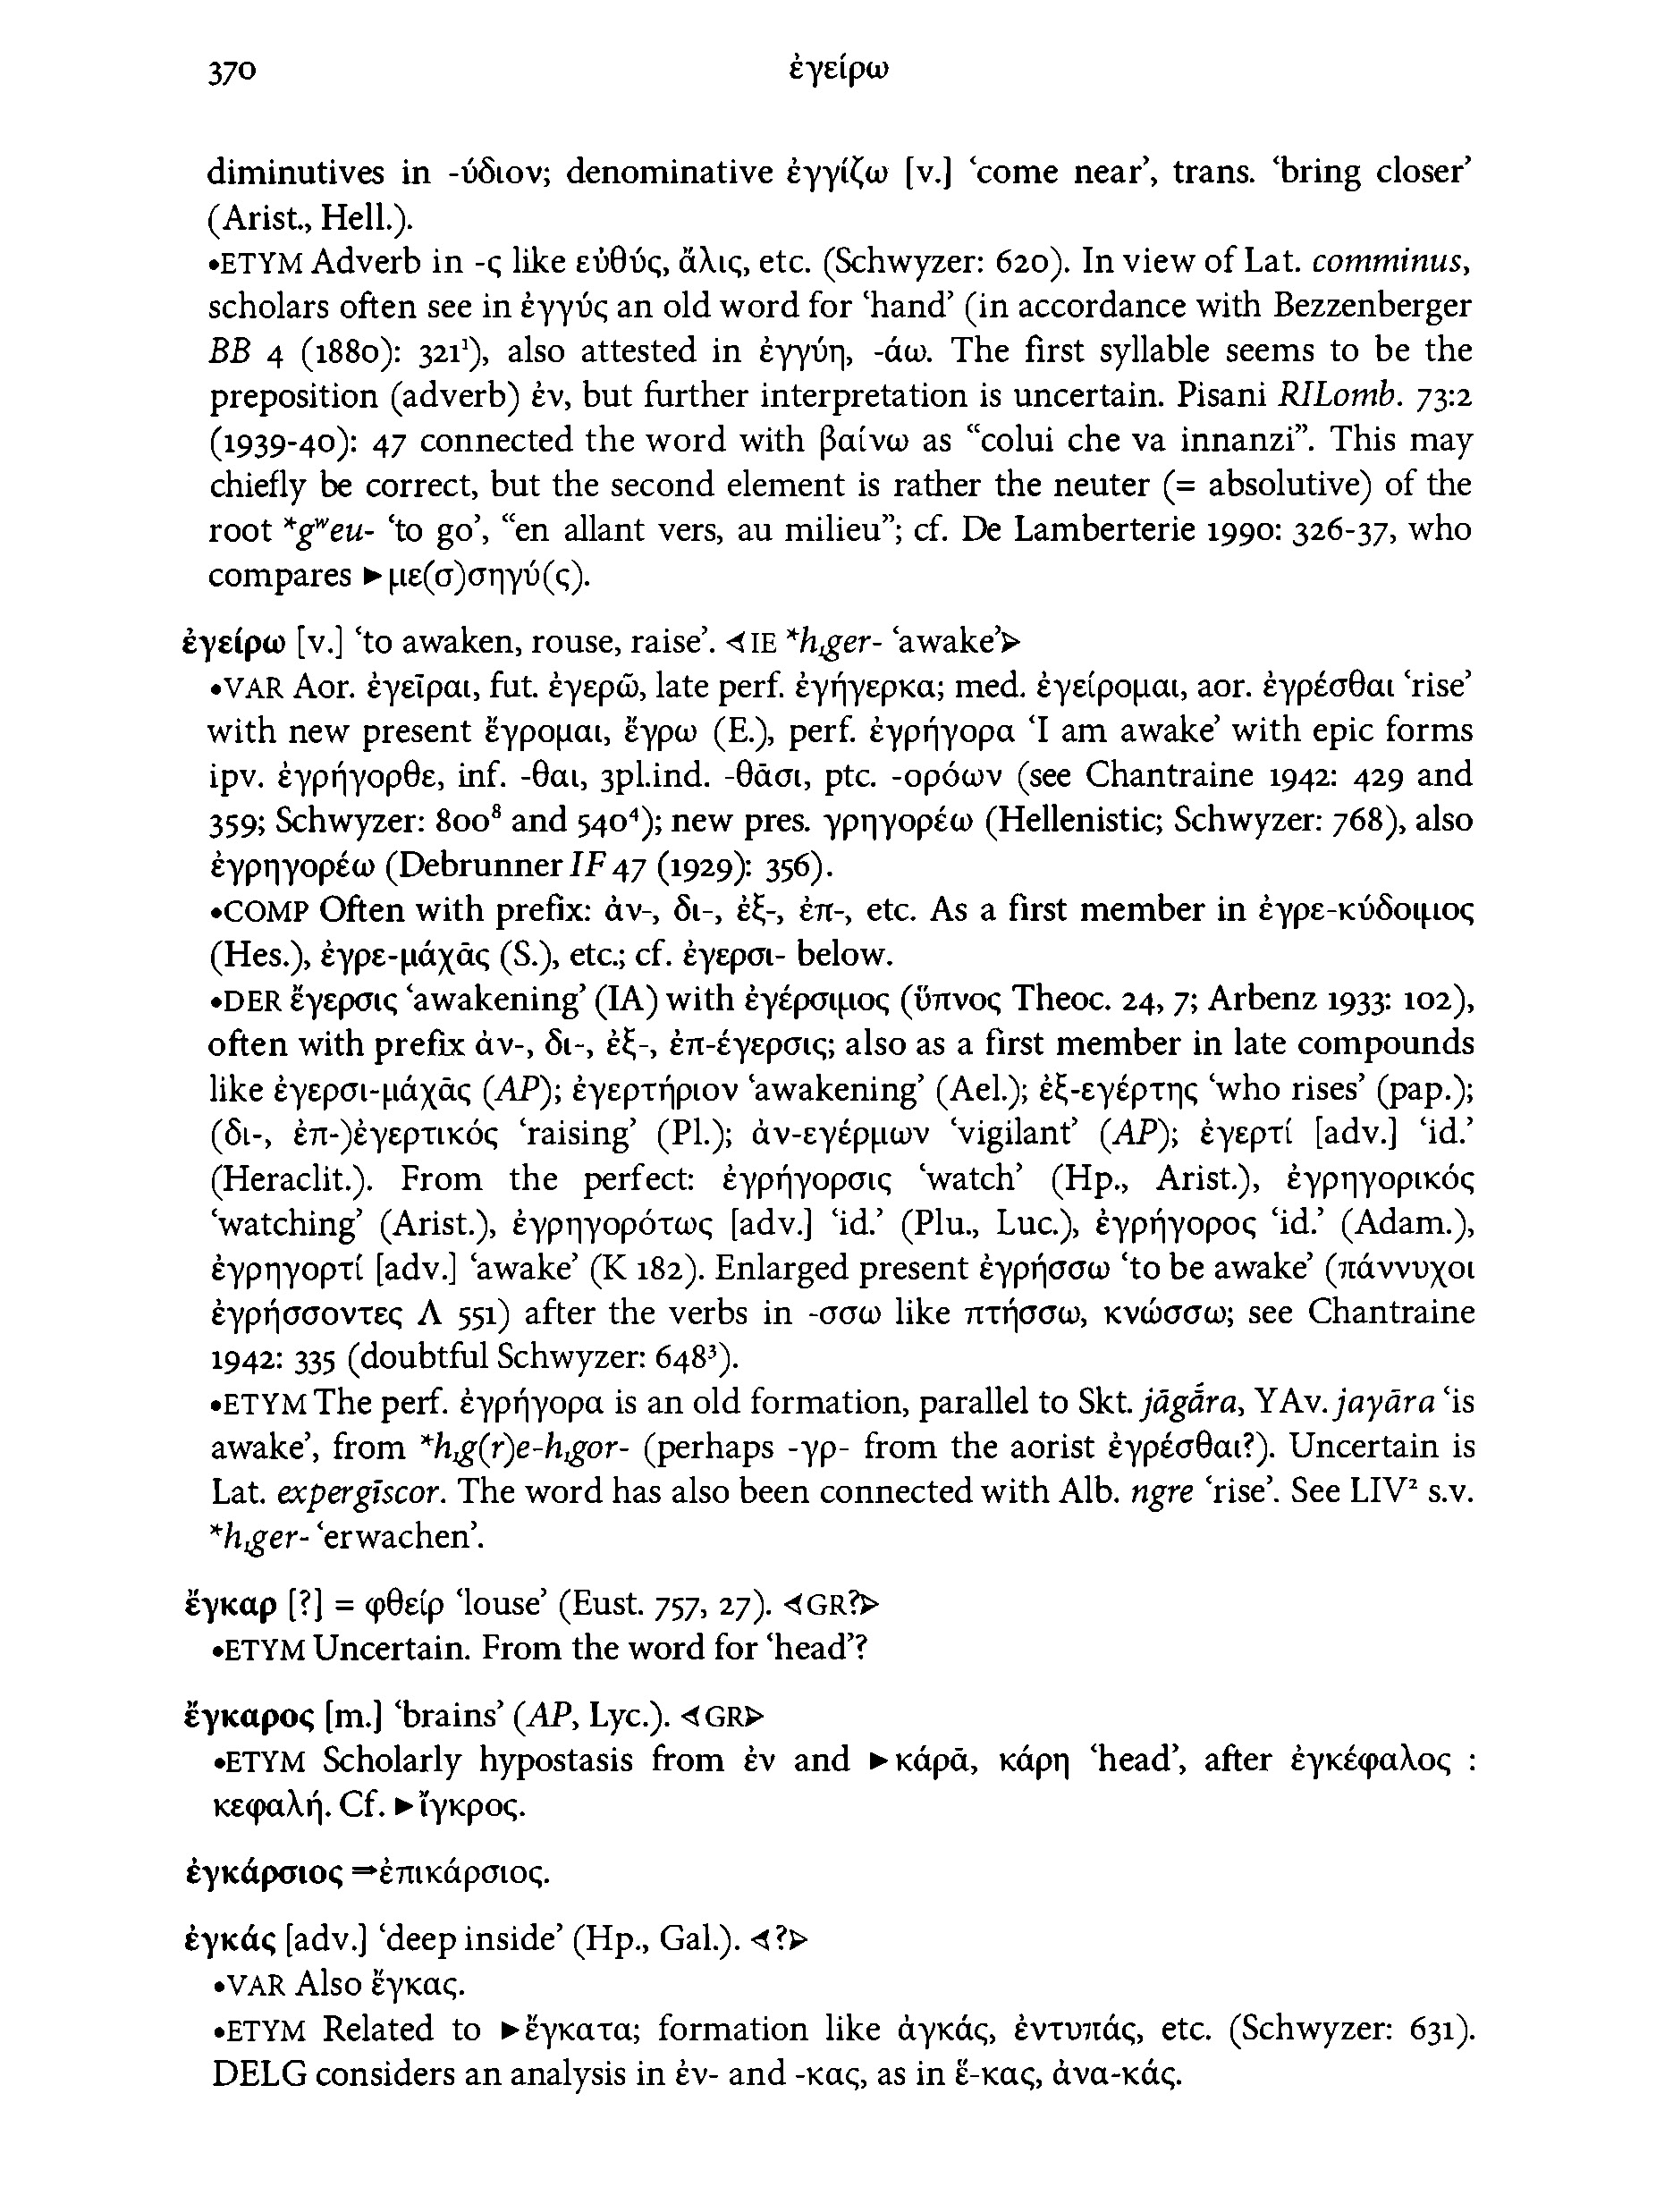 370 ἐγείρω
diminutives in -ύδιον; denominative ἐγγίζω [v.] ‘come near’, trans. ‘bring closer’
(Arist., Hell.).
•ETYM Adverb in -ς like εὐθύς, ἅλις, etc. (Schwyzer: 620). In view of Lat. comminus,
scholars often see in ἐγγύς an old word for ‘hand’ (in accordance with Bezzenberger
BB 4 (1880): 321¹), also attested in ἐγγύη, -άω. The first syllable seems to be the
preposition (adverb) ἐν, but further interpretation is uncertain. Pisani RILomb. 73:2
(1939-40): 47 connected the word with βαίνω as “colui che va innanzi”. This may
chiefly be correct, but the second element is rather the neuter (= absolutive) of the
root *gʷeu- ‘to go’, “en allant vers, au milieu”; cf. De Lamberterie 1990: 326-37, who
compares ►με(σ)σηγύ(ς).
ἐγείρω [v.] ‘to awaken, rouse, raise’. ⊲IE *h₁ger- ‘awake’⊳
•VAR Aor. ἐγεῖραι, fut. ἐγερῶ, late perf. ἐγήγερκα; med. ἐγείρομαι, aor. ἐγρέσθαι ‘rise’
with new present ἔγρομαι, ἔγρω (E.), perf. ἐγρήγορα ‘I am awake’ with epic forms
ipv. ἐγρήγορθε, inf. -θαι, 3pl.ind. -θᾱσι, ptc. -ορόων (see Chantraine 1942: 429 and
359; Schwyzer: 800⁸ and 540⁴); new pres. γρηγορέω (Hellenistic; Schwyzer: 768), also
ἐγρηγορέω (Debrunner IF 47 (1929): 356).
•COMP Often with prefix: ἀν-, δι-, ἐξ-, ἐπ-, etc. As a first member in ἐγρε-κύδοιμος
(Hes.), ἐγρε-μάχᾱς (S.), etc.; cf. ἐγερσι- below.
•DER ἔγερσις ‘awakening’ (IA) with ἐγέρσιμος (ὕπνος Theoc. 24, 7; Arbenz 1933: 102),
often with prefix ἀν-, δι-, ἐξ-, ἐπ-έγερσις; also as a first member in late compounds
like ἐγερσι-μάχᾱς (AP); ἐγερτήριον ‘awakening’ (Ael.); ἐξ-εγέρτης ‘who rises’ (pap.);
(δι-, ἐπ-)ἐγερτικός ‘raising’ (Pl.); ἀν-εγέρμων ‘vigilant’ (AP); ἐγερτί [adv.] ‘id.’
(Heraclit.). From the perfect: ἐγρήγορσις ‘watch’ (Hp., Arist.), ἐγρηγορικός
‘watching’ (Arist.), ἐγρηγορότως [adv.] ‘id.’ (Plu., Luc.), ἐγρήγορος ‘id.’ (Adam.),
ἐγρηγορτί [adv.] ‘awake’ (K 182). Enlarged present ἐγρήσσω ‘to be awake’ (πάννυχοι
ἐγρήσσοντες Λ 551) after the verbs in -σσω like πτήσσω, κνώσσω; see Chantraine
1942: 335 (doubtful Schwyzer: 648³).
•ETYM The perf. ἐγρήγορα is an old formation, parallel to Skt. jāgā́ra, YAv. jaγāra ‘is
awake’, from *h₁g(r)e-h₁gor- (perhaps -γρ- from the aorist ἐγρέσθαι?). Uncertain is
Lat. expergīscor. The word has also been connected with Alb. ngre ‘rise’. See LIV² s.v.
*h₁ger- ‘erwachen’.
ἔγκαρ [?] = φθείρ ‘louse’ (Eust. 757, 27). ⊲GR?⊳
•ETYM Uncertain. From the word for ‘head’?
ἔγκαρος [m.] ‘brains’ (AP, Lyc.). ⊲GR⊳
•ETYM Scholarly hypostasis from ἐν and ►κάρᾱ, κάρη ‘head’, after ἐγκέφαλος :
κεφαλή. Cf. ►ἴγκρος.
ἐγκάρσιος ⇒ἐπικάρσιος.
ἐγκάς [adv.] ‘deep inside’ (Hp., Gal.). ⊲?⊳
•VAR Also ἔγκας.
•ETYM Related to ►ἔγκατα; formation like ἀγκάς, ἐντυπάς, etc. (Schwyzer: 631).
DELG considers an analysis in ἐν- and -κας, as in ἕ-κας, ἀνα-κάς.